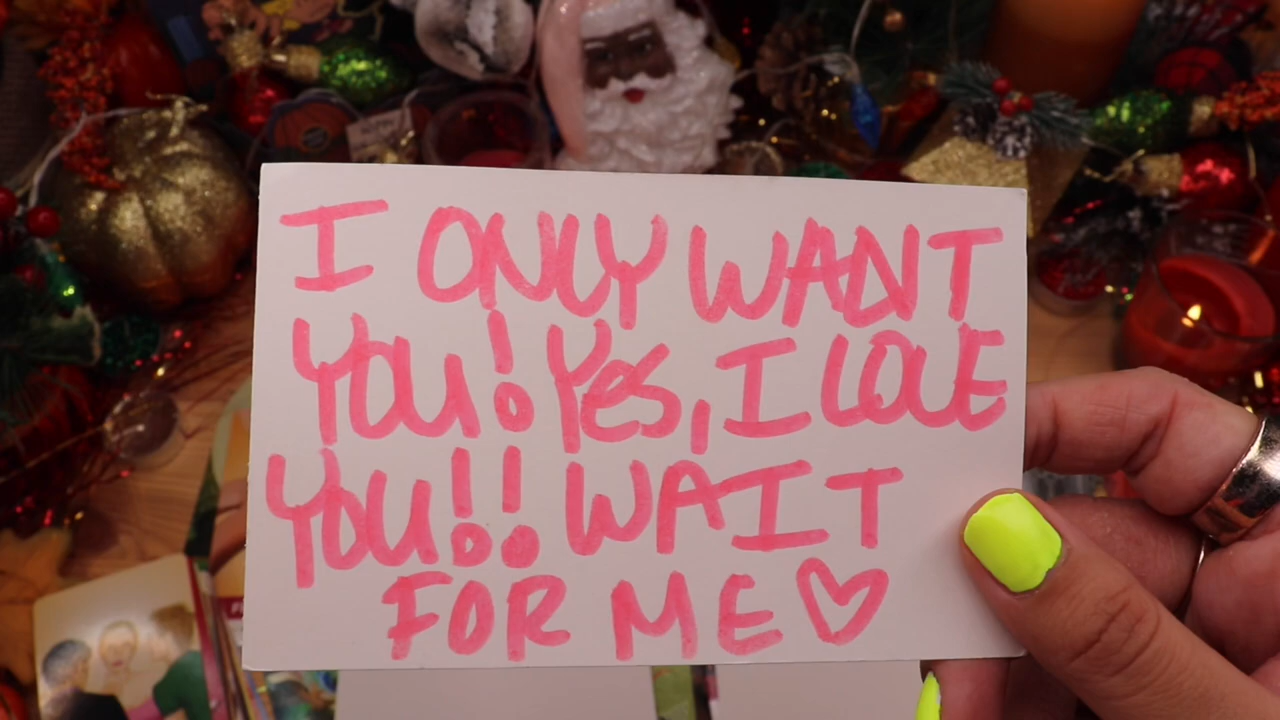 I ONLY WANT
YOU! Yes, I LOVE
YOU!! WAIT
FOR ME♡